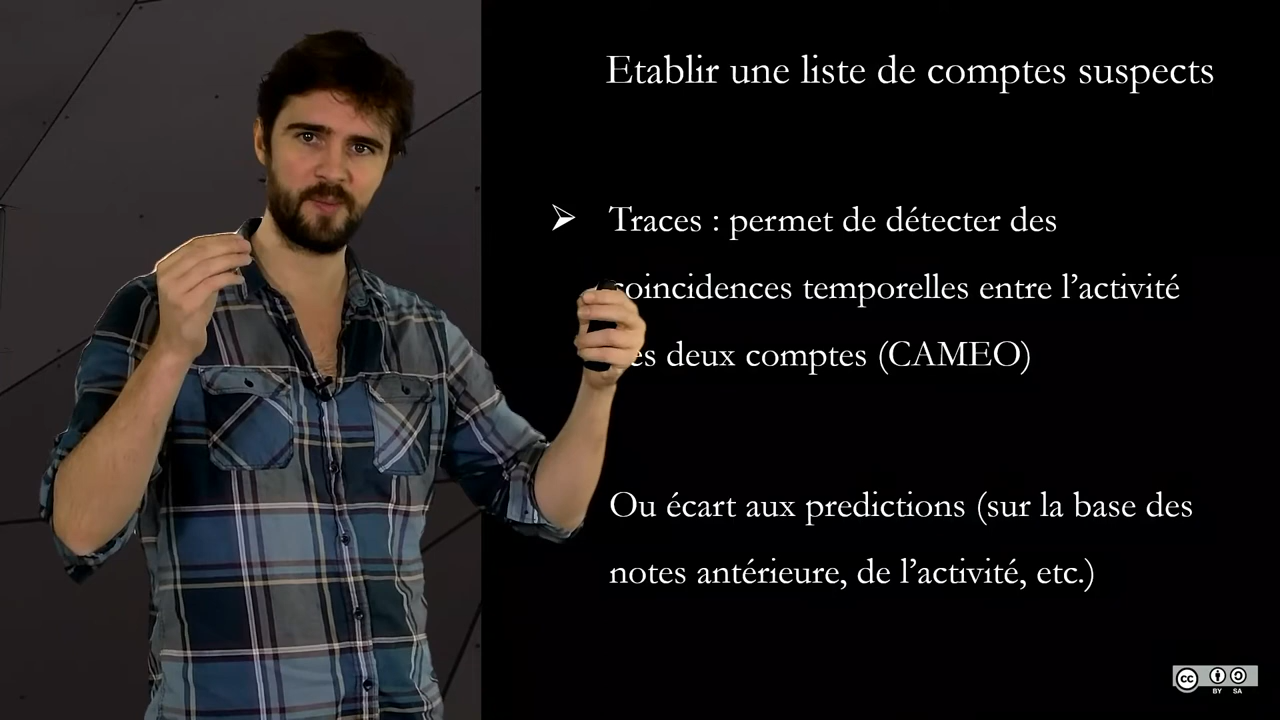 Etablir une liste de comptes suspects
Traces : permet de détecter des
coincidences temporelles entre l’activité
deux comptes (CAMEO)
Ou écart aux predictions (sur la base des
notes antérieure, de l’activité, etc.)
cc
BY SA